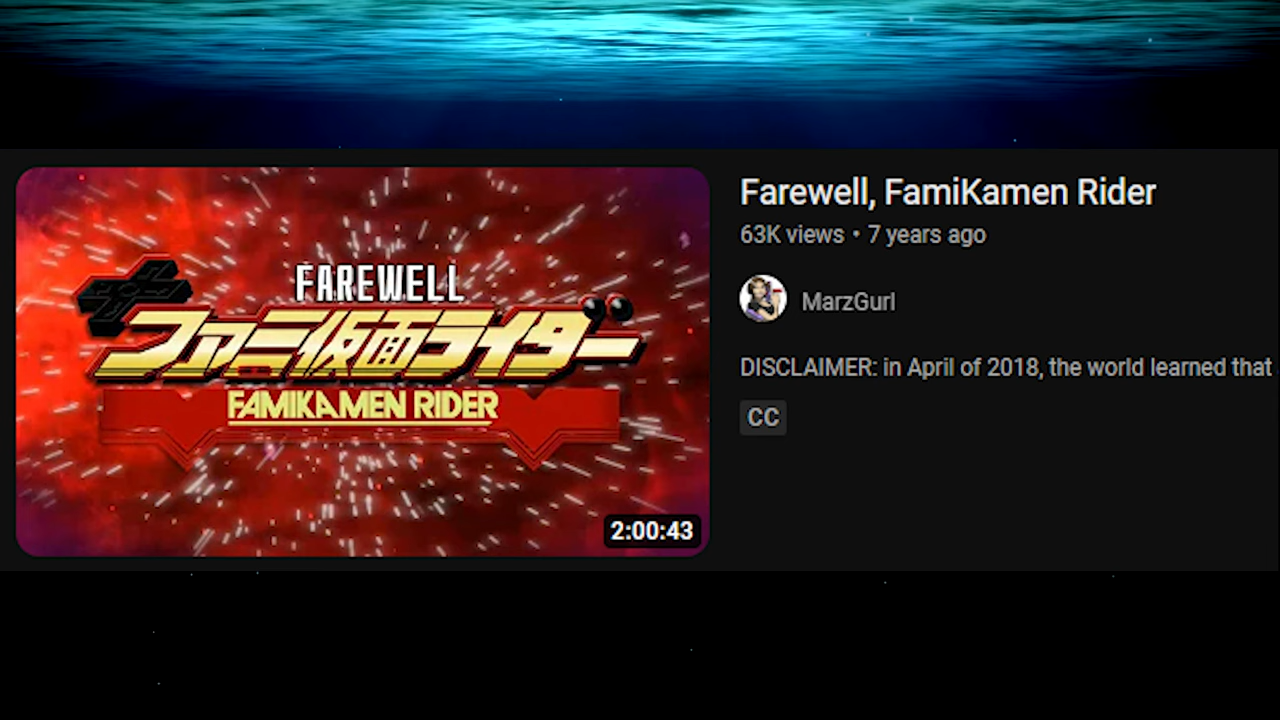 FAREWELL
ファミ仮面ライダー
FAMIKAMEN RIDER
2:00:43
Farewell, FamiKamen Rider
63K views • 7 years ago
MarzGurl
DISCLAIMER: in April of 2018, the world learned that
CC